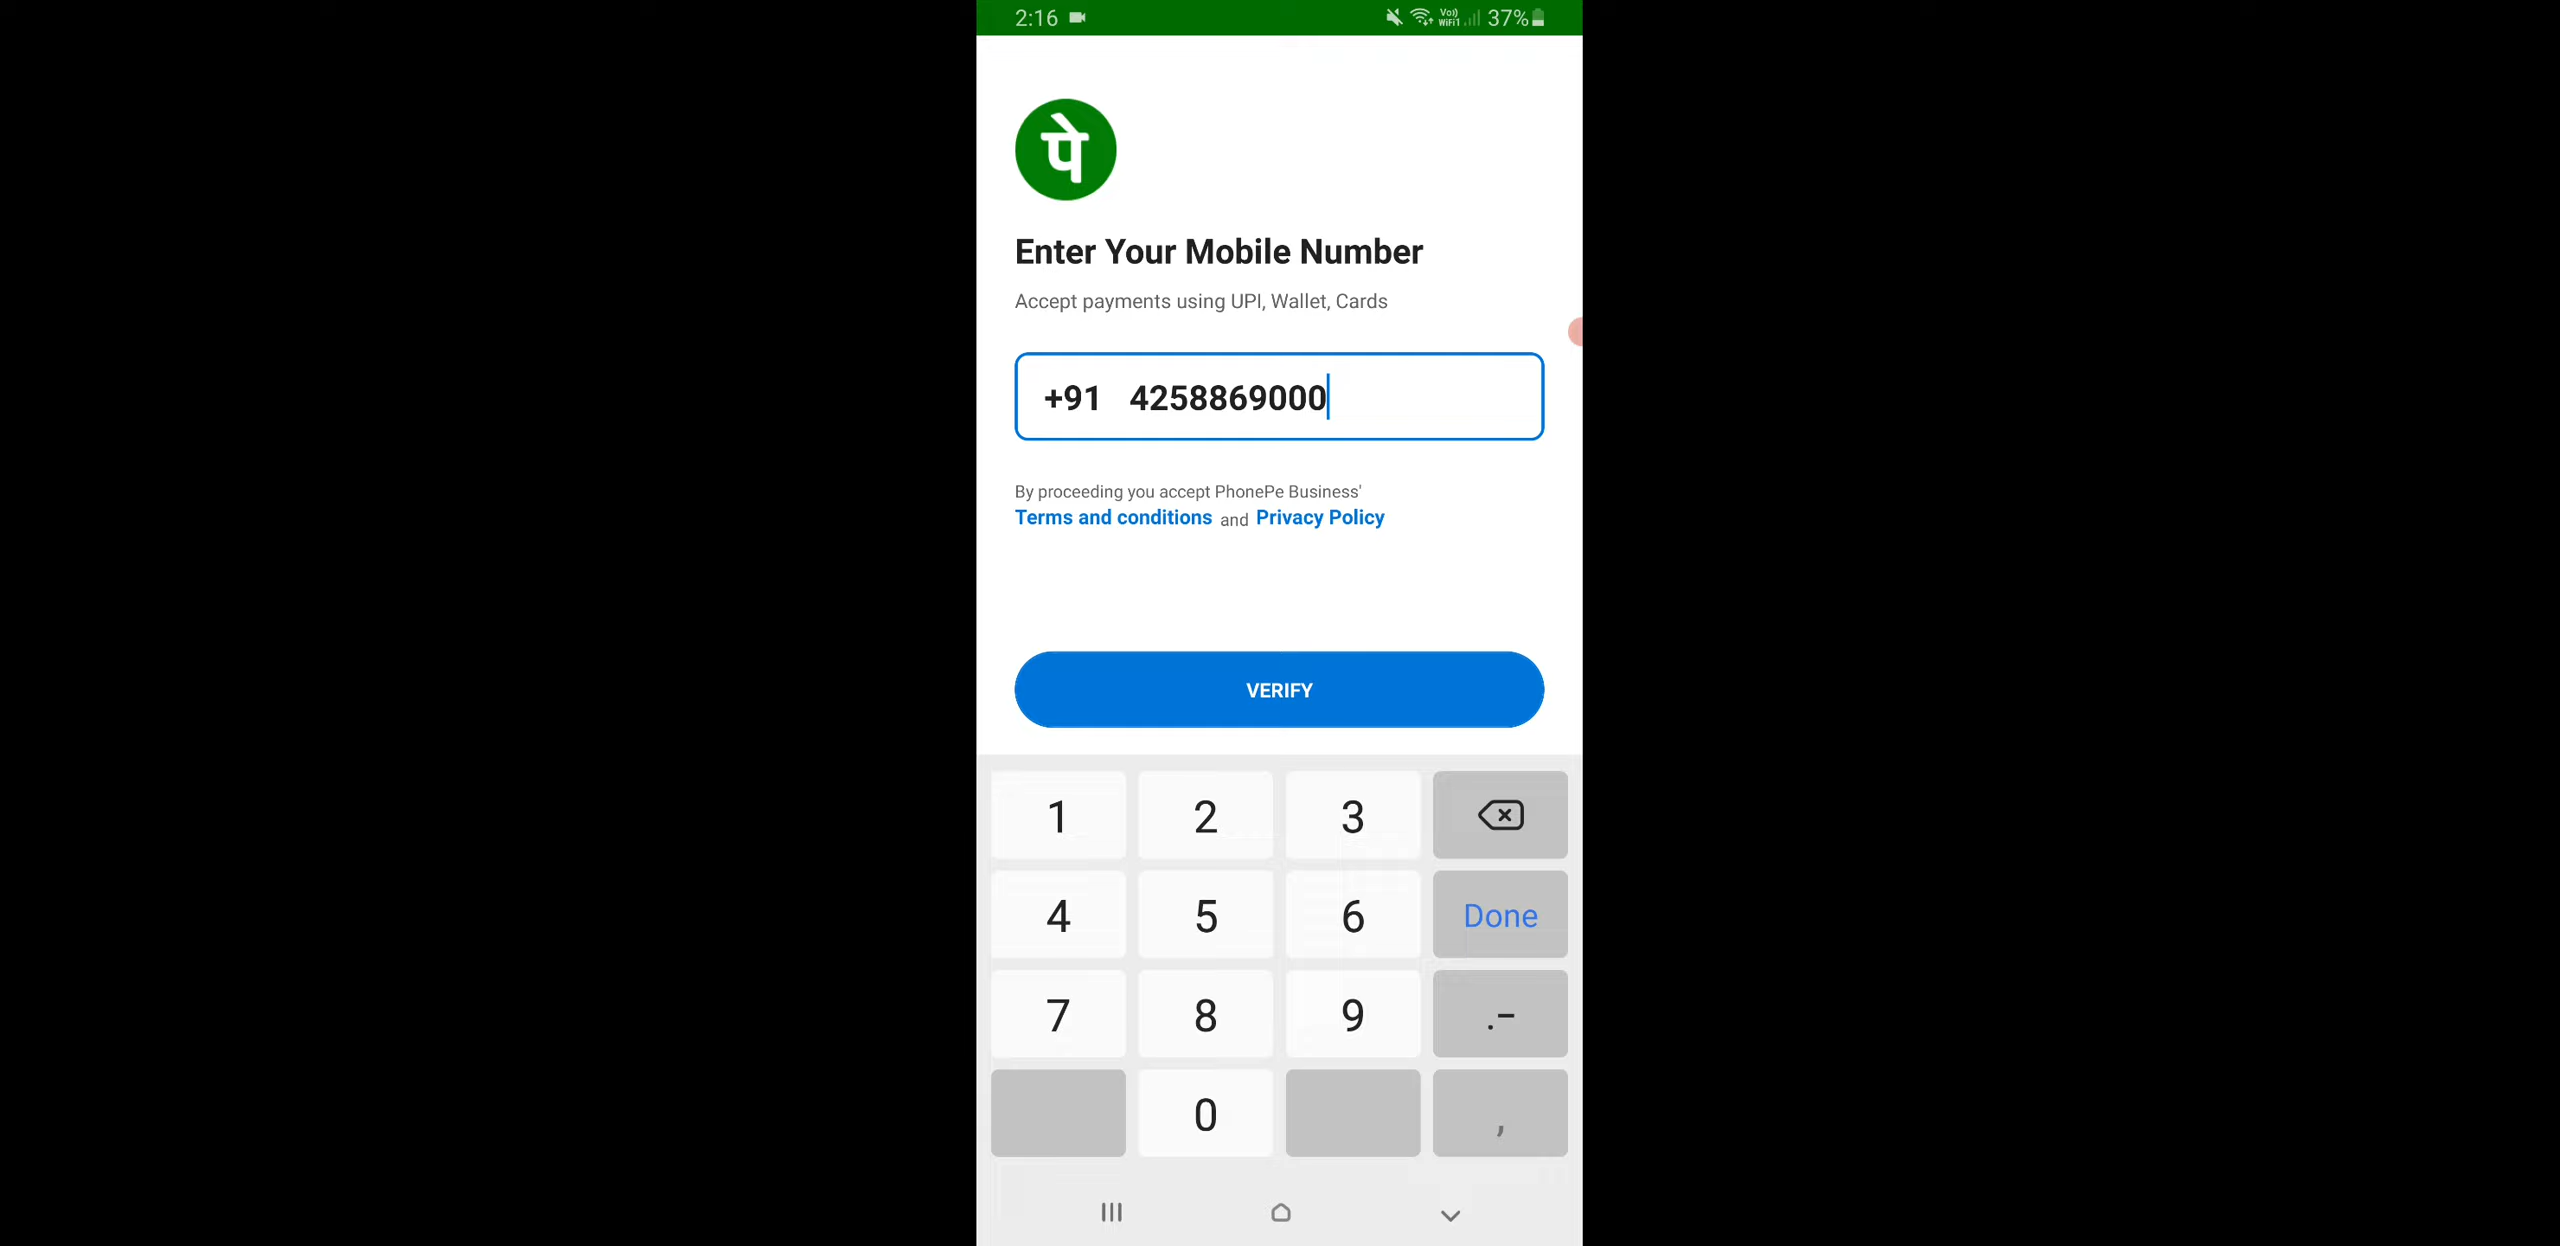 2:16 Vo)) WiFi1 37%
पे
Enter Your Mobile Number
Accept payments using UPI, Wallet, Cards
+91 4258869000
By proceeding you accept PhonePe Business'
Terms and conditions and Privacy Policy
VERIFY
1 2 3
4 5 6 Done
7 8 9 .-
0 ,